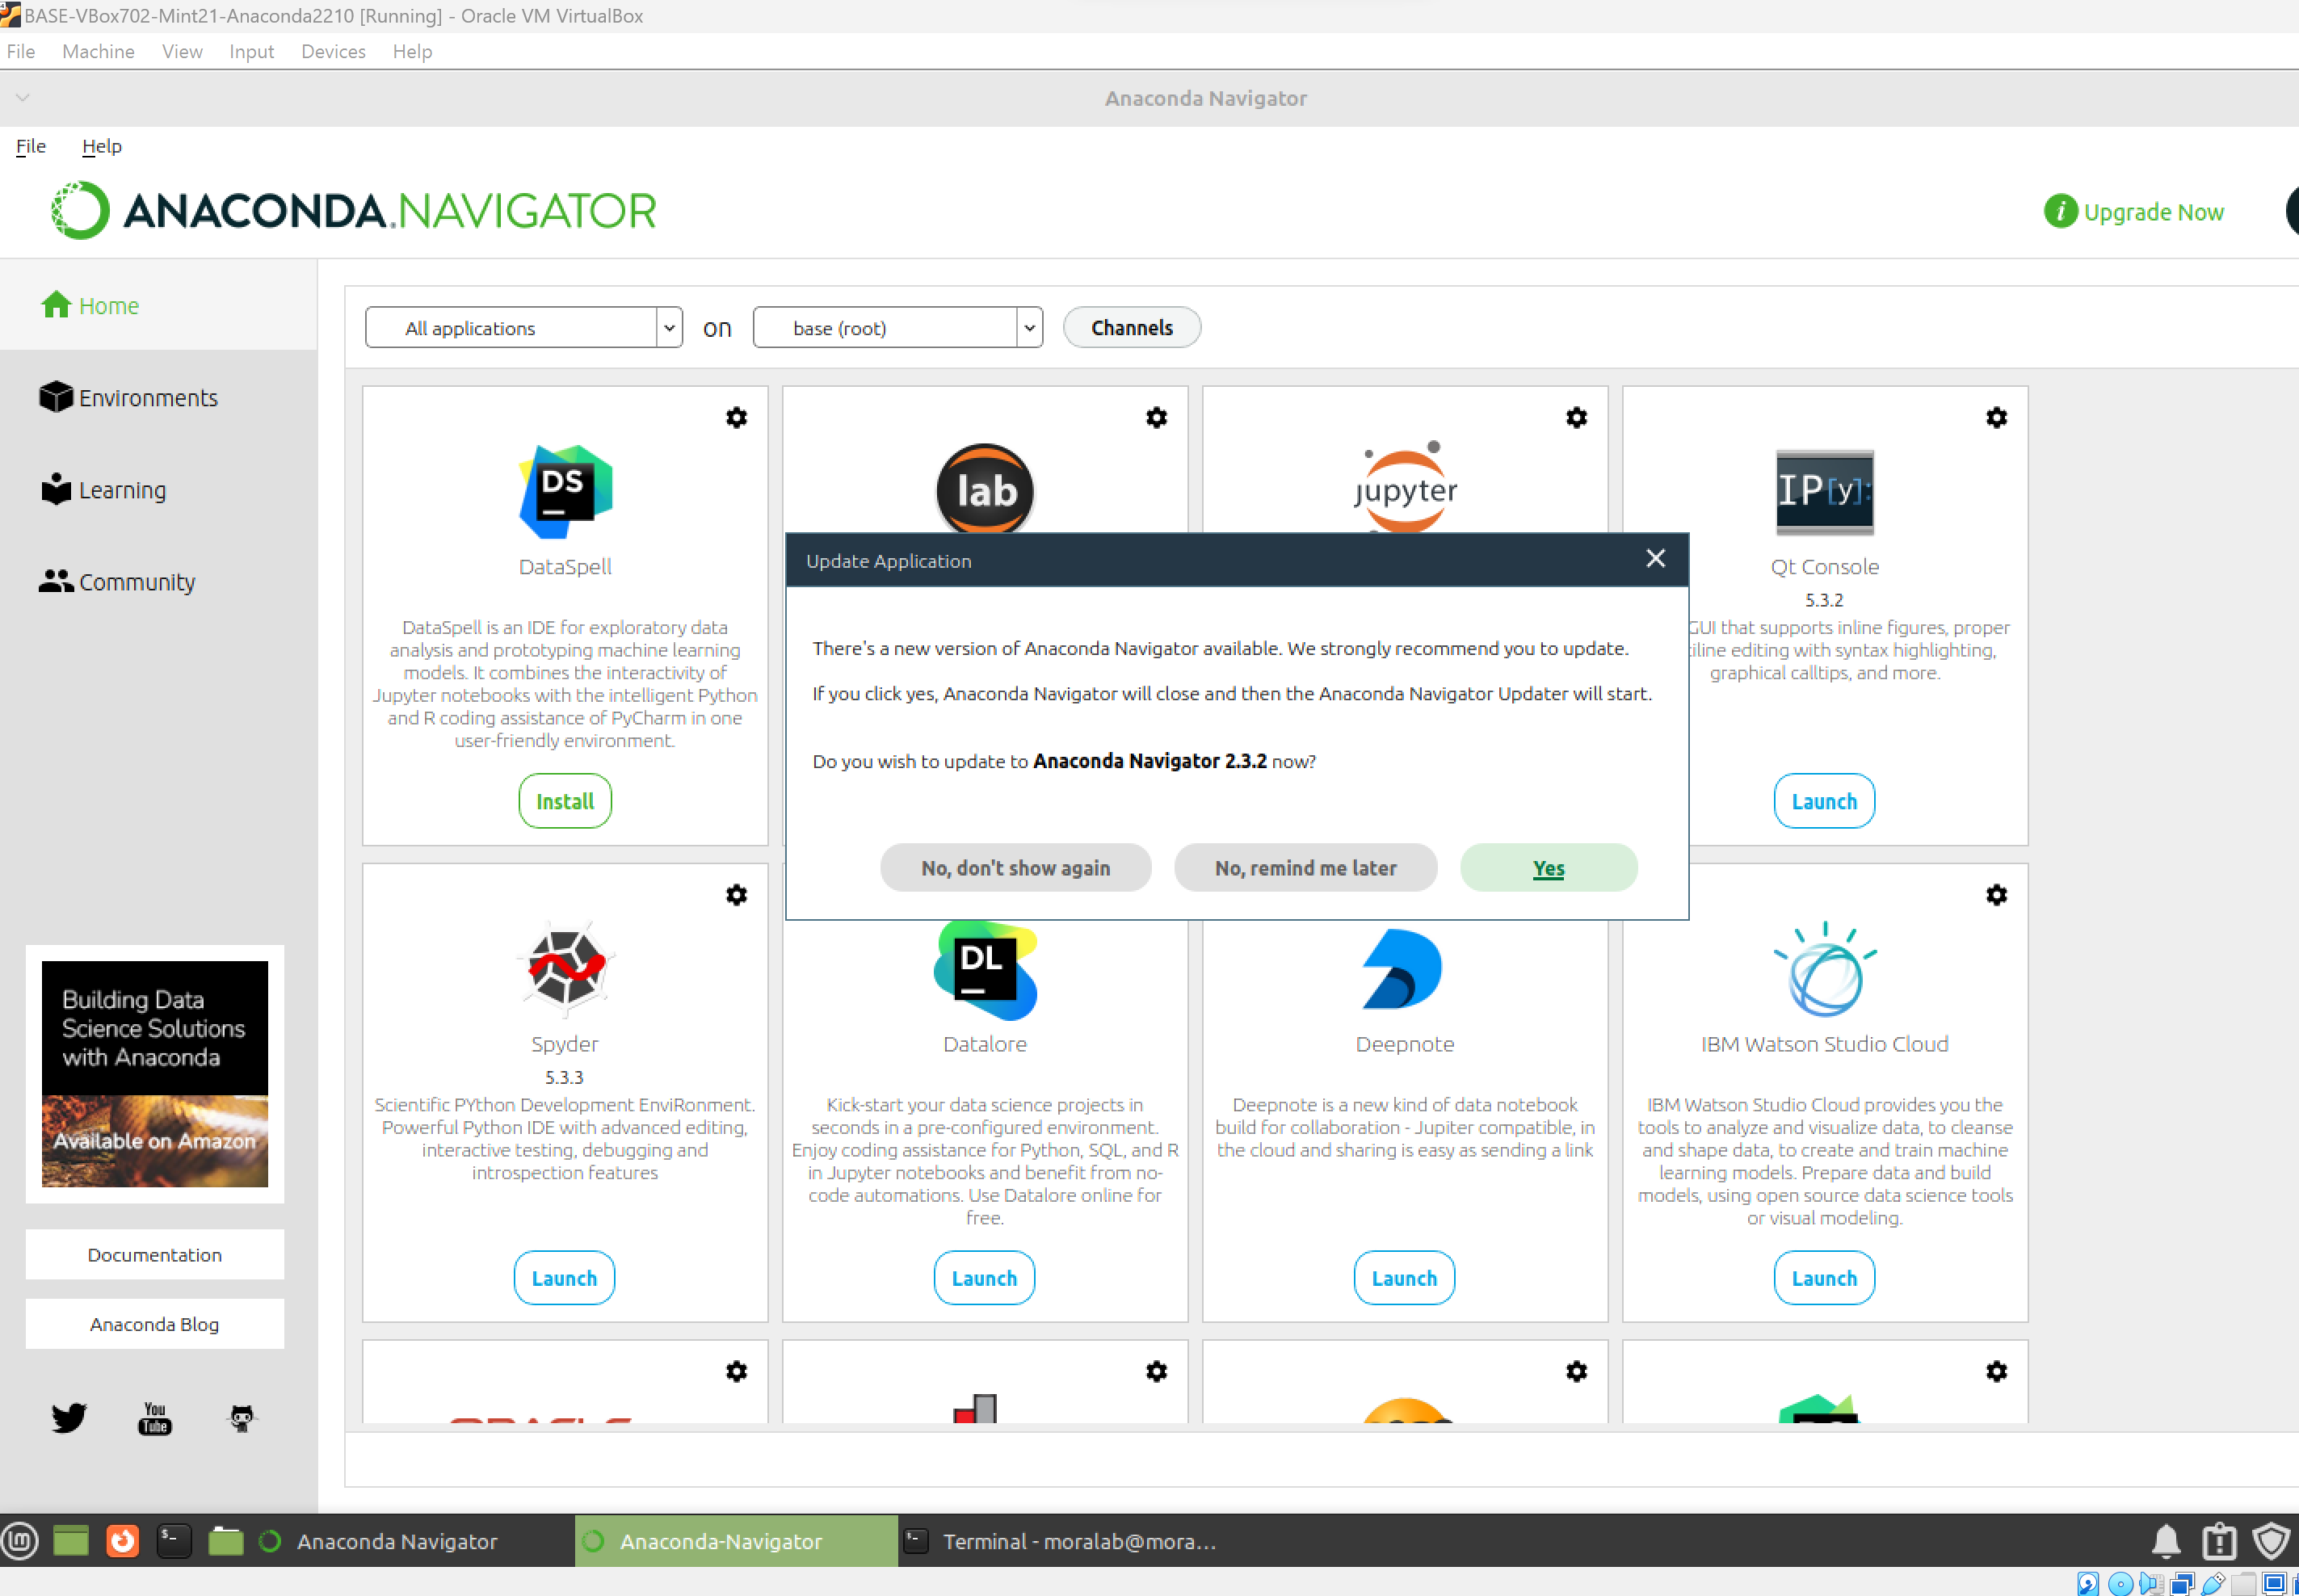 BASE-VBox702-Mint21-Anaconda2210 [Running] - Oracle VM VirtualBox
File Machine View Input Devices Help
Anaconda Navigator
File Help
ANACONDA.NAVIGATOR
Upgrade Now
Home
All applications on base (root) Channels
Environments
Learning
Community
DS
DataSpell
DataSpell is an IDE for exploratory data
analysis and prototyping machine learning
models. It combines the interactivity of
Jupyter notebooks with the intelligent Python
and R coding assistance of PyCharm in one
user-friendly environment.
Install
lab
jupyter
IP[y]:
Qt Console
5.3.2
GUI that supports inline figures, proper
iline editing with syntax highlighting,
graphical calltips, and more.
Launch
Update Application
There's a new version of Anaconda Navigator available. We strongly recommend you to update.
If you click yes, Anaconda Navigator will close and then the Anaconda Navigator Updater will start.
Do you wish to update to Anaconda Navigator 2.3.2 now?
No, don't show again No, remind me later Yes
Spyder
5.3.3
Scientific PYthon Development EnviRonment.
Powerful Python IDE with advanced editing,
interactive testing, debugging and
introspection features
Launch
DL
Datalore
Kick-start your data science projects in
seconds in a pre-configured environment.
Enjoy coding assistance for Python, SQL, and R
in Jupyter notebooks and benefit from no-
code automations. Use Datalore online for
free.
Launch
Deepnote
Deepnote is a new kind of data notebook
build for collaboration - Jupiter compatible, in
the cloud and sharing is easy as sending a link
Launch
IBM Watson Studio Cloud
IBM Watson Studio Cloud provides you the
tools to analyze and visualize data, to cleanse
and shape data, to create and train machine
learning models. Prepare data and build
models, using open source data science tools
or visual modeling.
Launch
Building Data
Science Solutions
with Anaconda
Available on Amazon
Documentation
Anaconda Blog
You
Tube
Anaconda Navigator
Anaconda-Navigator
Terminal - moralab@mora...